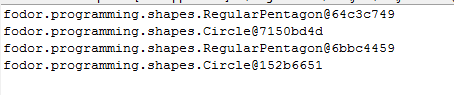 fodor.programming.shapes.RegularPentagon@64c3c749
fodor.programming.shapes.Circle@7150bd4d
fodor.programming.shapes.RegularPentagon@6bbc4459
fodor.programming.shapes.Circle@152b6651